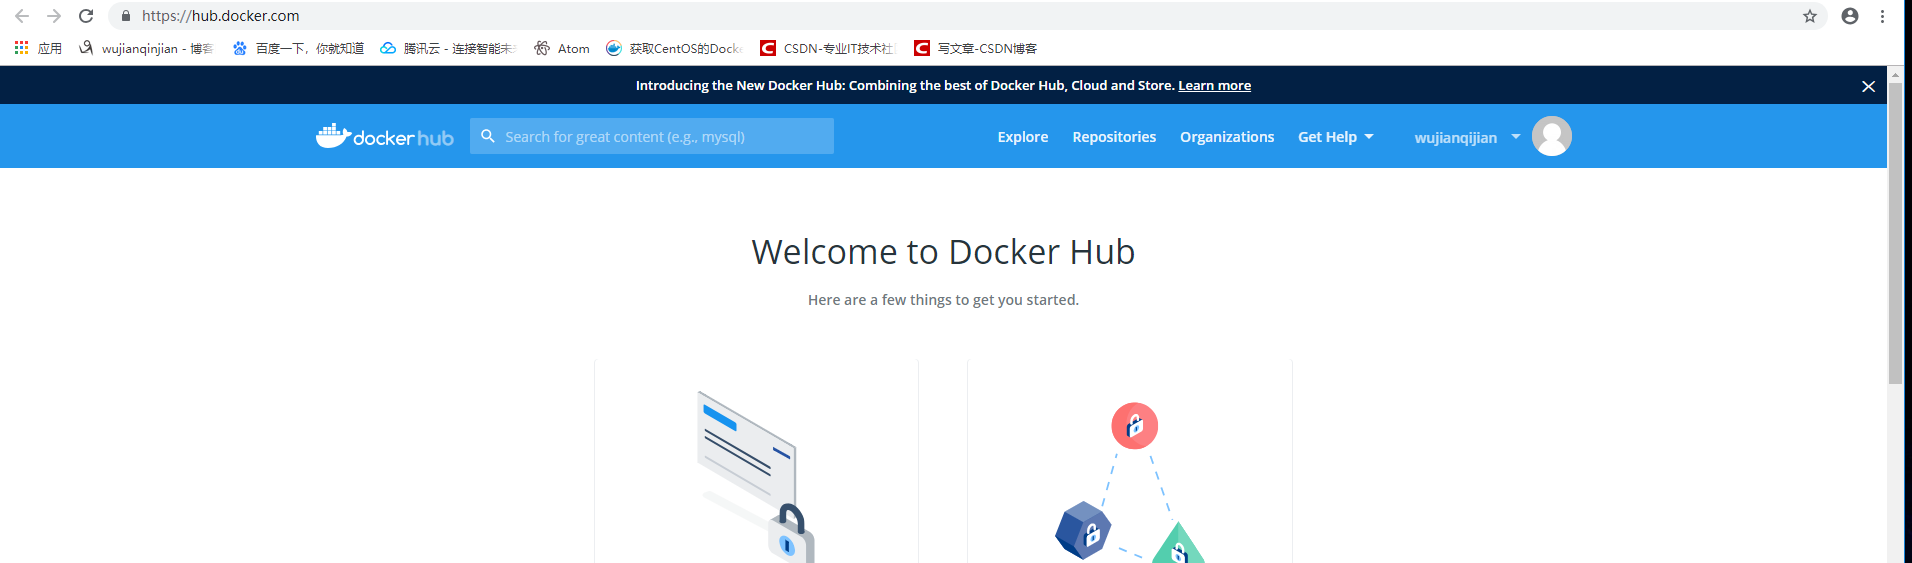 https://hub.docker.com
应用 wujianqinjian - 博客 百度一下，你就知道 腾讯云 - 连接智能未 Atom 获取CentOS的Docke CSDN-专业IT技术社 写文章-CSDN博客
Introducing the New Docker Hub: Combining the best of Docker Hub, Cloud and Store. Learn more
docker hub Search for great content (e.g., mysql) Explore Repositories Organizations Get Help wujianqijian
Welcome to Docker Hub
Here are a few things to get you started.